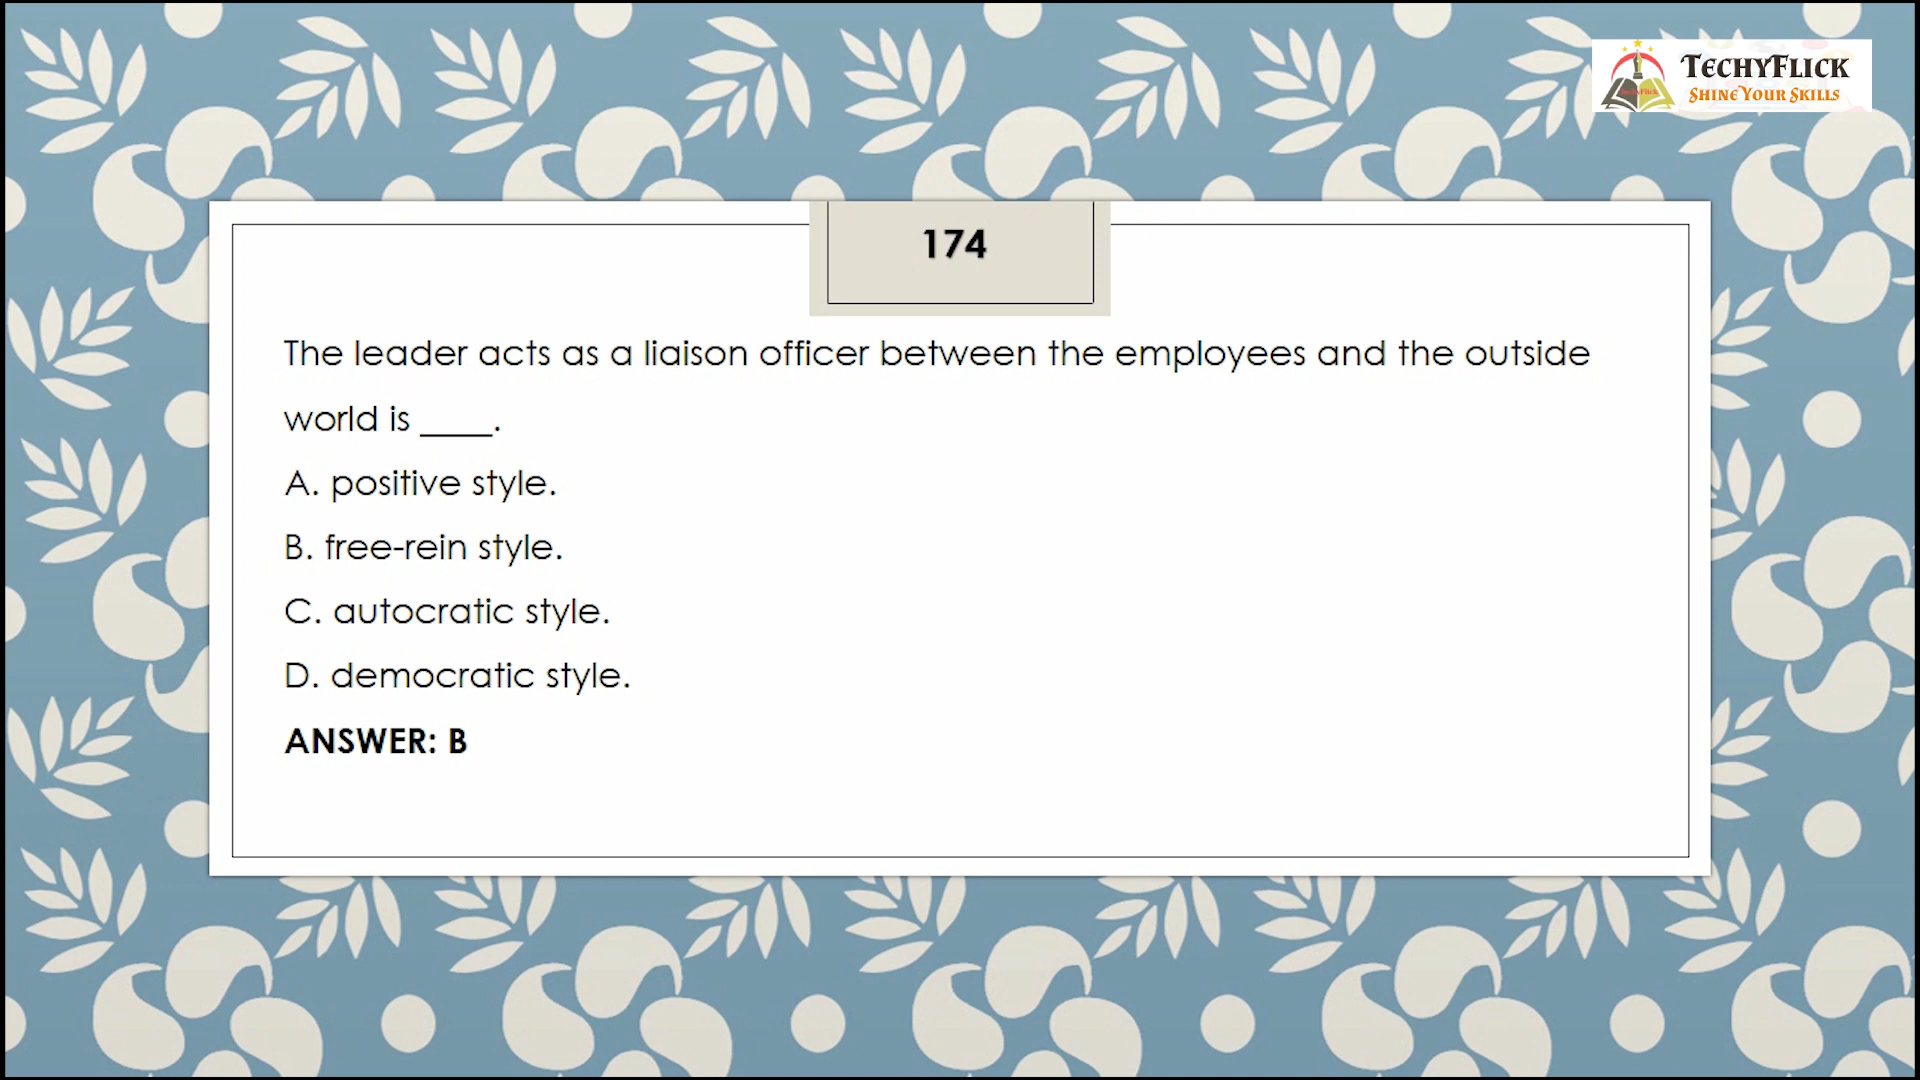 TECHYFLICK
SHINE YOUR SKILLS
174
The leader acts as a liaison officer between the employees and the outside
world is ____.
A. positive style.
B. free-rein style.
C. autocratic style.
D. democratic style.
ANSWER: B